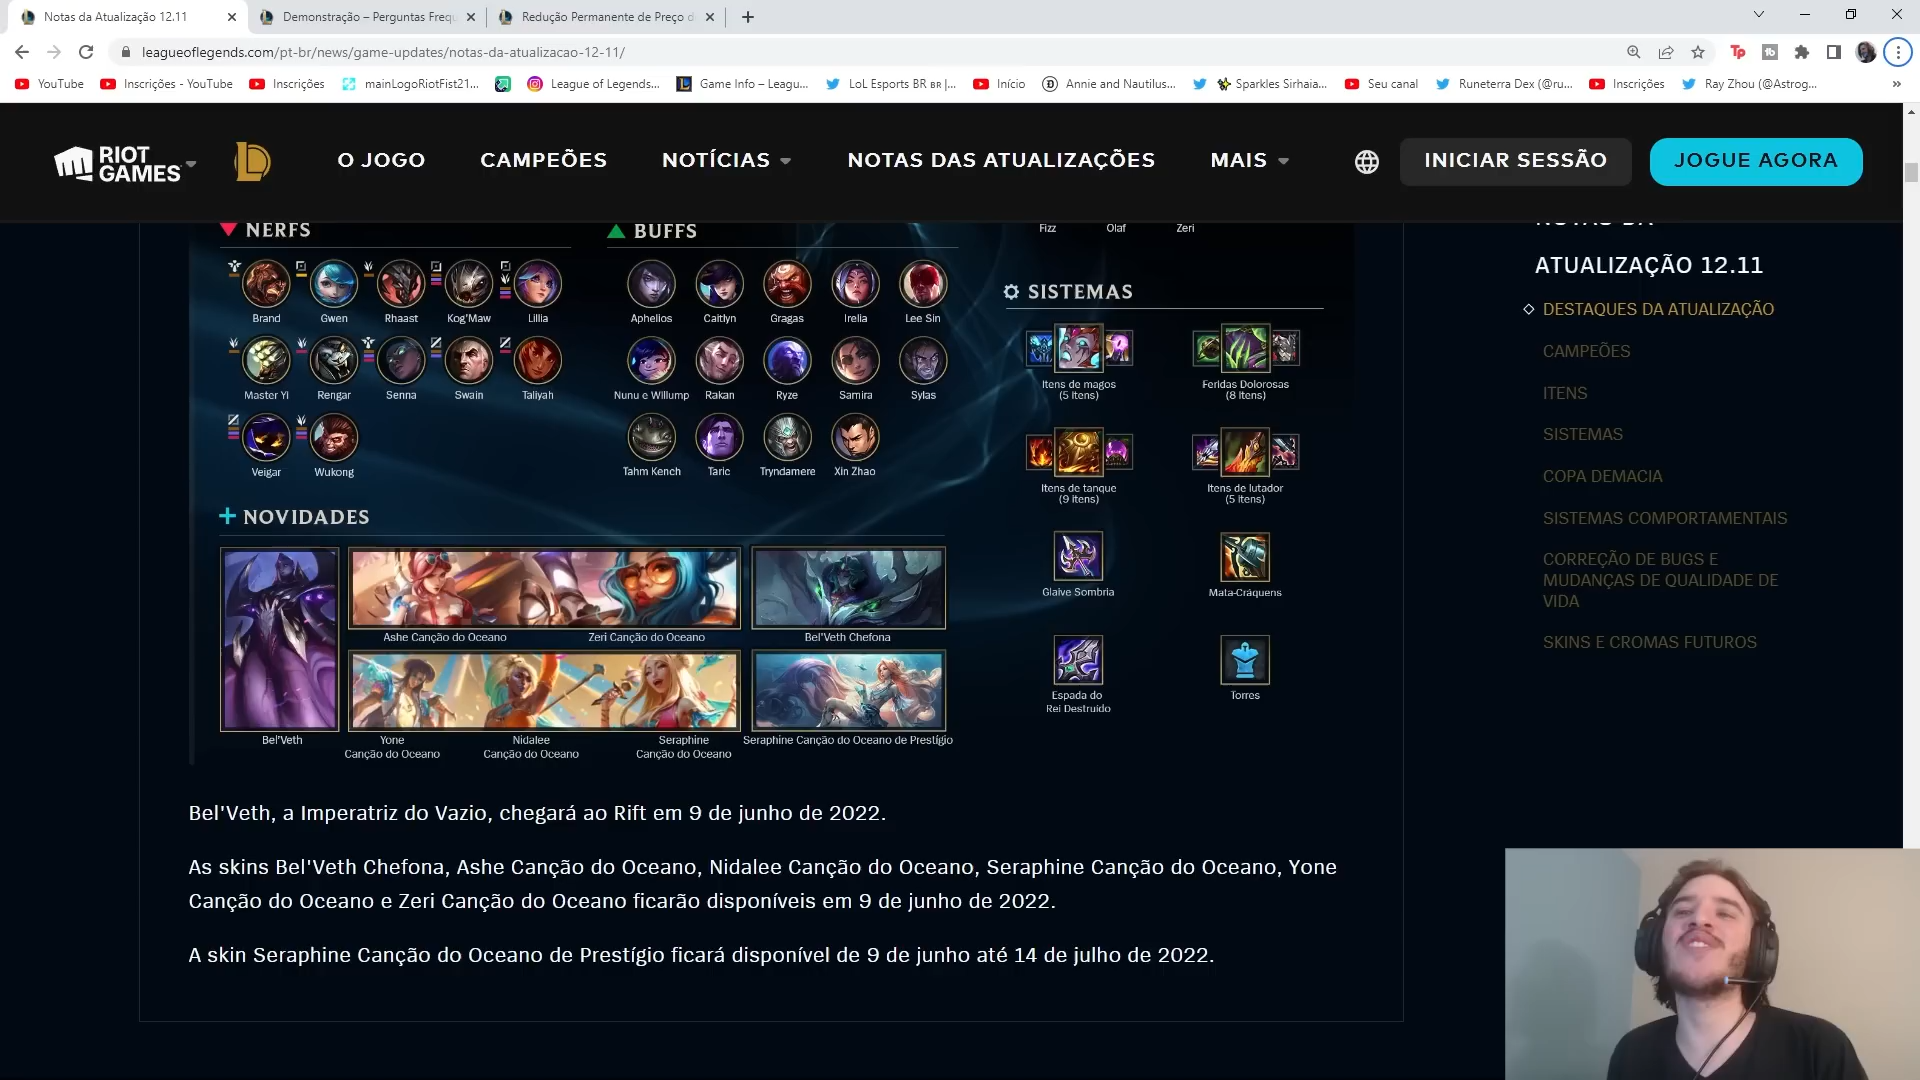 Notas da Atualização 12.11
Demonstração – Perguntas Frequ
Redução Permanente de Preço d
leagueoflegends.com/pt-br/news/game-updates/notas-da-atualizacao-12-11/
YouTube
Inscrições - YouTube
Inscrições
mainLogoRiotFist21...
League of Legends...
Game Info – Leagu...
LoL Esports BR ʙʀ |...
Início
Annie and Nautilus...
Sparkles Sirhaia...
Seu canal
Runeterra Dex (@ru...
Inscrições
Ray Zhou (@Astrog...
RIOT
GAMES
O JOGO
CAMPEÕES
NOTÍCIAS
NOTAS DAS ATUALIZAÇÕES
MAIS
INICIAR SESSÃO
JOGUE AGORA
NERFS
Brand
Gwen
Rhaast
Kog'Maw
Lillia
Master Yi
Rengar
Senna
Swain
Taliyah
Veigar
Wukong
BUFFS
Aphelios
Caitlyn
Gragas
Irelia
Lee Sin
Nunu e Willump
Rakan
Ryze
Samira
Sylas
Tahm Kench
Taric
Tryndamere
Xin Zhao
Fizz
Olaf
Zeri
SISTEMAS
Itens de magos
(5 Itens)
Feridas Dolorosas
(8 Itens)
Itens de tanque
(9 Itens)
Itens de lutador
(5 Itens)
Glaive Sombria
Mata-Cráquens
Espada do
Rei Destruído
Torres
NOVIDADES
Bel'Veth
Ashe Canção do Oceano
Zeri Canção do Oceano
Bel'Veth Chefona
Yone
Canção do Oceano
Nidalee
Canção do Oceano
Seraphine
Canção do Oceano
Seraphine Canção do Oceano de Prestígio
Bel'Veth, a Imperatriz do Vazio, chegará ao Rift em 9 de junho de 2022.
As skins Bel'Veth Chefona, Ashe Canção do Oceano, Nidalee Canção do Oceano, Seraphine Canção do Oceano, Yone
Canção do Oceano e Zeri Canção do Oceano ficarão disponíveis em 9 de junho de 2022.
A skin Seraphine Canção do Oceano de Prestígio ficará disponível de 9 de junho até 14 de julho de 2022.
NOTAS DA
ATUALIZAÇÃO 12.11
DESTAQUES DA ATUALIZAÇÃO
CAMPEÕES
ITENS
SISTEMAS
COPA DEMACIA
SISTEMAS COMPORTAMENTAIS
CORREÇÃO DE BUGS E
MUDANÇAS DE QUALIDADE DE
VIDA
SKINS E CROMAS FUTUROS